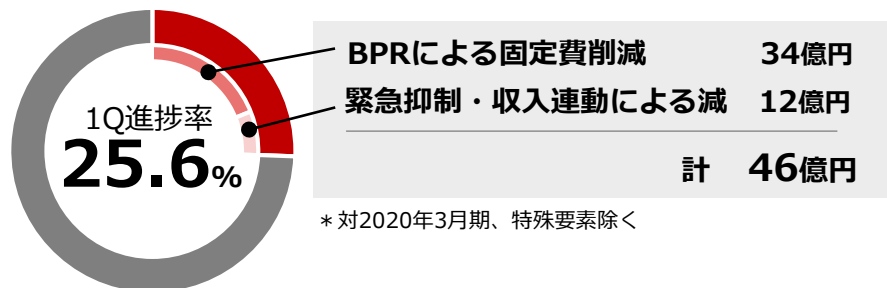 1Q進捗率
25.6%
BPRによる固定費削減 34億円
緊急抑制・収入連動による減 12億円
計 46億円
＊対2020年3月期、特殊要素除く